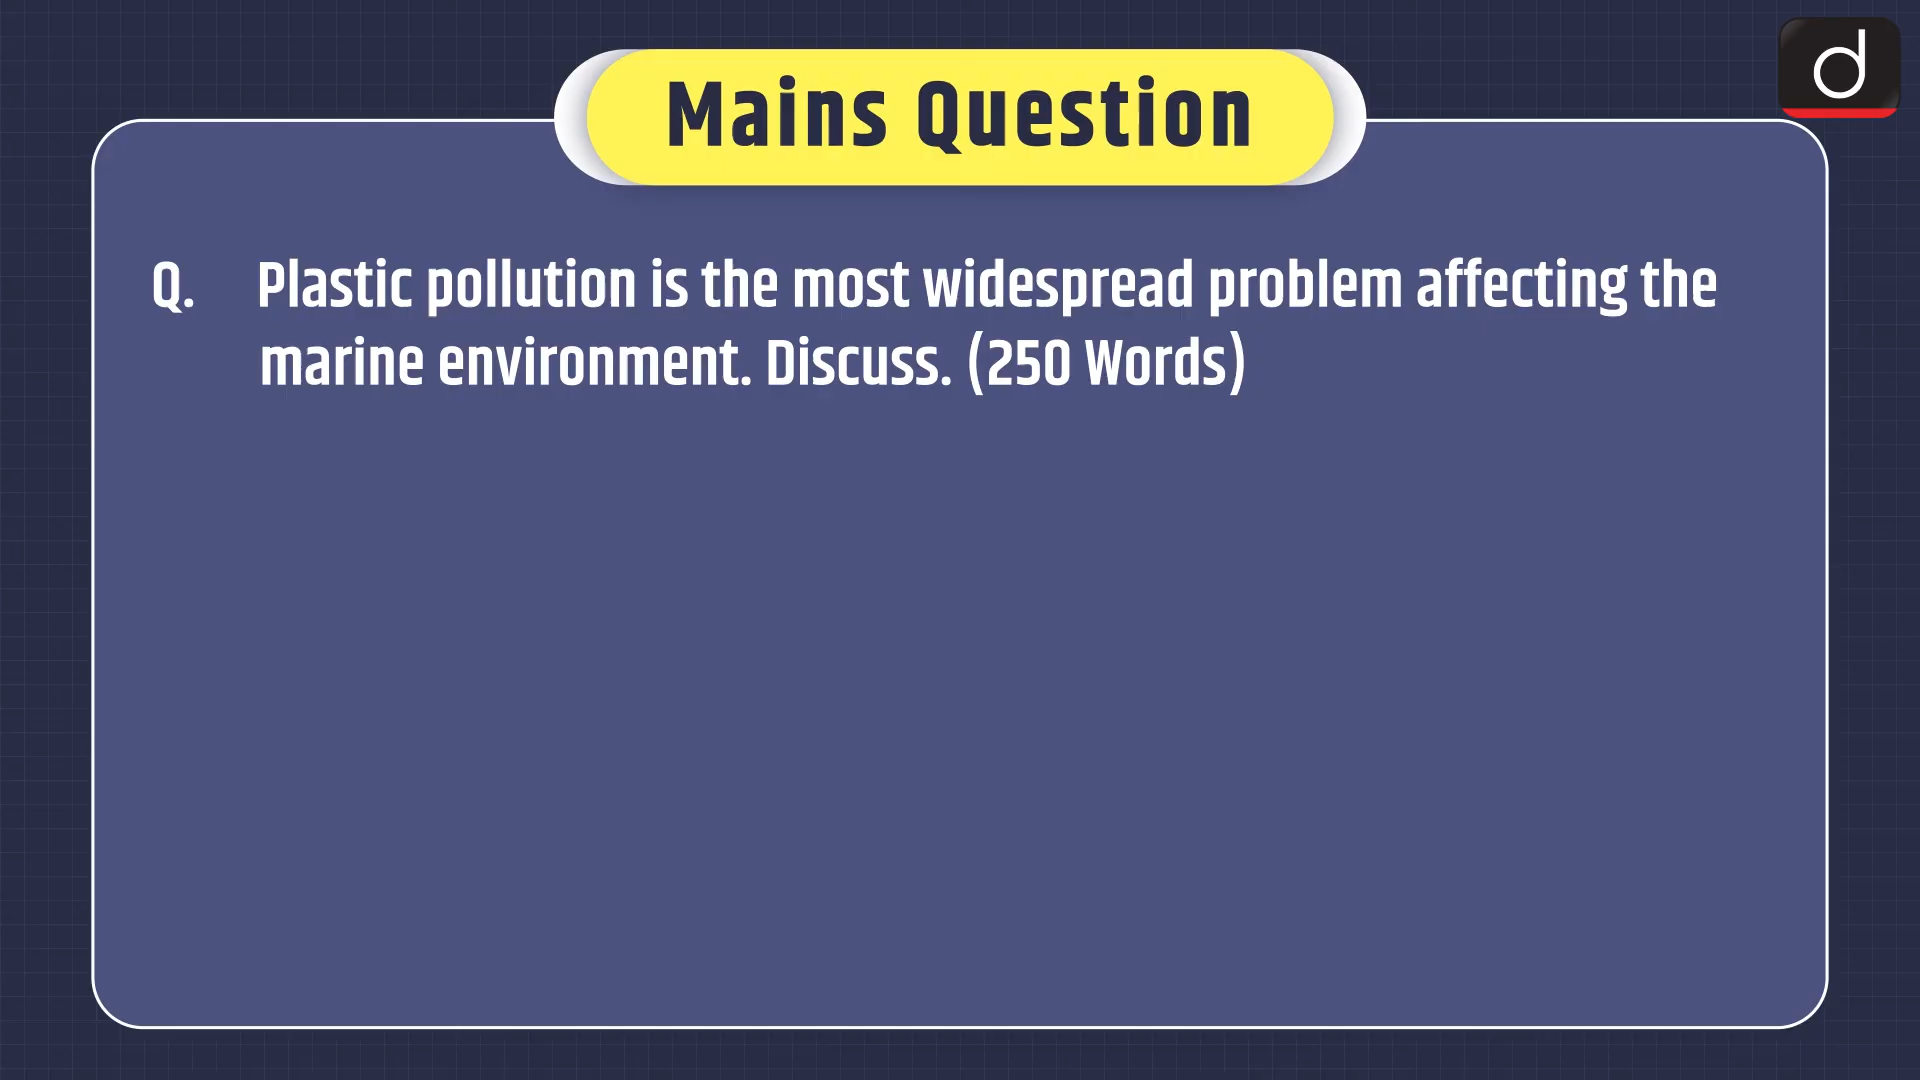 Mains Question
d
Q. Plastic pollution is the most widespread problem affecting the
marine environment. Discuss. (250 Words)